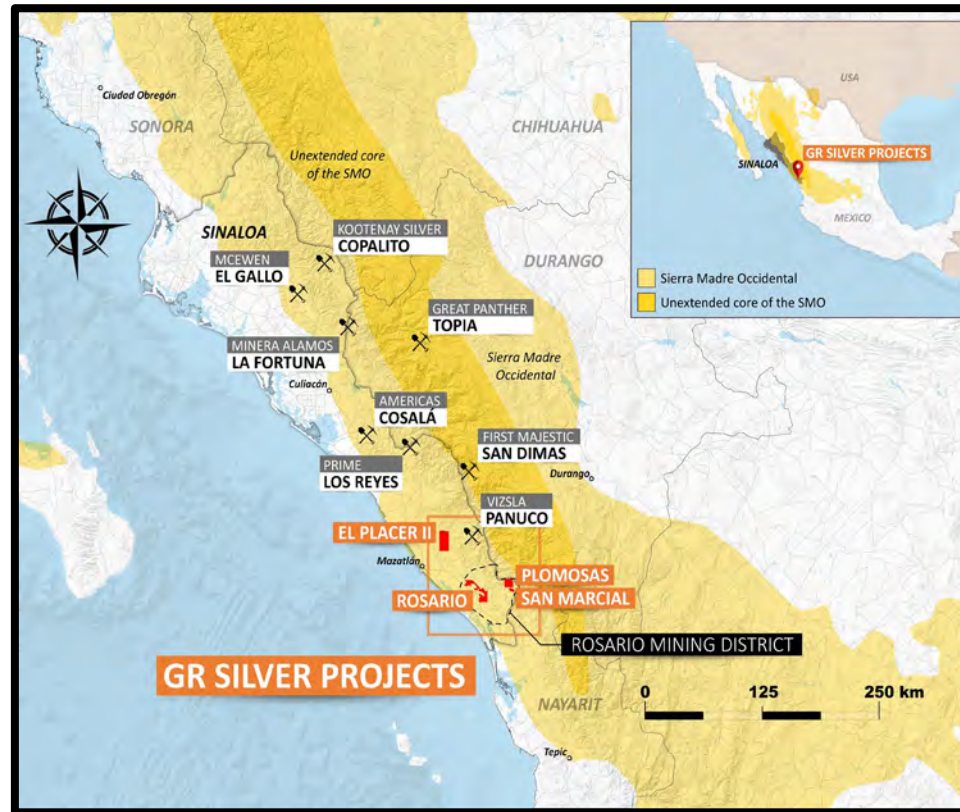 Ciudad Obregón
SONORA
CHIHUAHUA
Unextended core
of the SMO
USA
GR SILVER PROJECTS
SINALOA
MEXICO
Sierra Madre Occidental
Unextended core of the SMO
SINALOA
KOOTENAY SILVER
COPALITO
DURANGO
MCEWEN
EL GALLO
GREAT PANTHER
TOPIA
MINERA ALAMOS
LA FORTUNA
Sierra Madre
Occidental
Culiacán
AMERICAS
COSALÁ
FIRST MAJESTIC
SAN DIMAS
Durango
PRIME
LOS REYES
VIZSLA
PANUCO
EL PLACER II
Mazatlán
PLOMOSAS
ROSARIO
SAN MARCIAL
ROSARIO MINING DISTRICT
GR SILVER PROJECTS
0 125 250 km
NAYARIT
Tepic